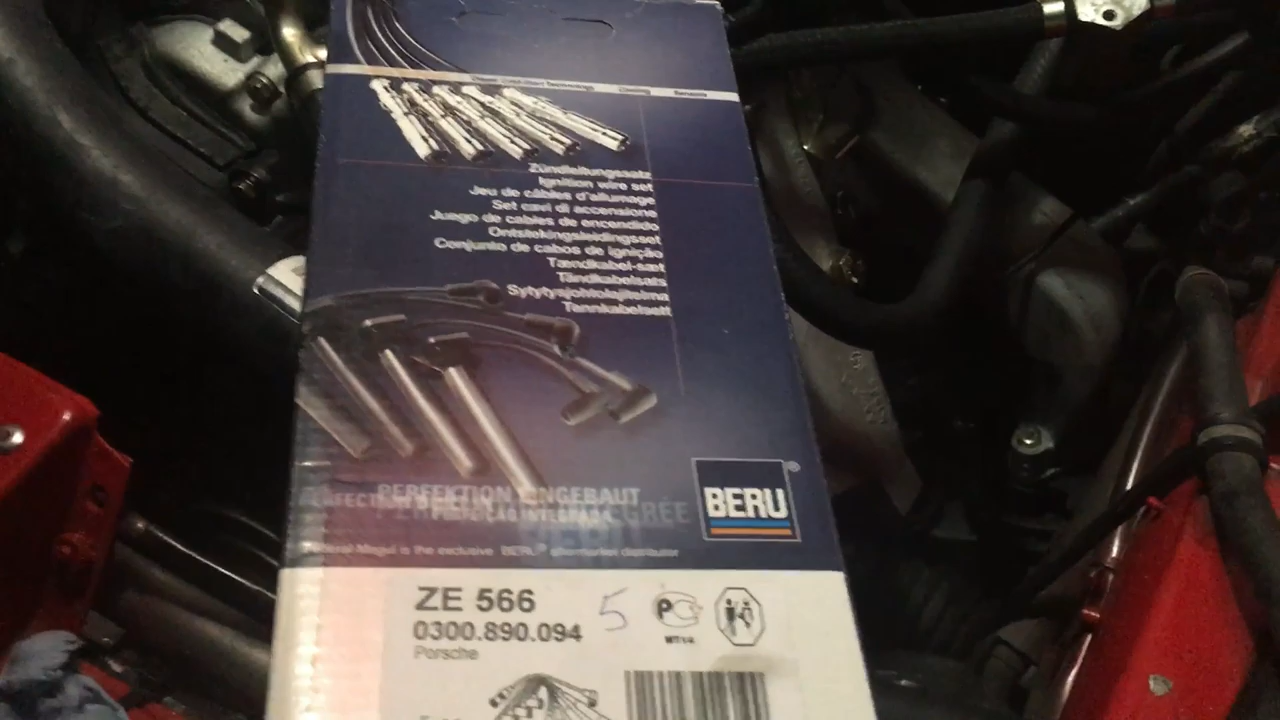 Zündleitungssatz
Ignition wire set
Jeu de câbles d'allumage
Set cavi di accensione
Juego de cables de encendido
Ontstekingsleidingsset
Conjunto de cabos de ignição
Tændkabel-sæt
Tändkabelsats
Sytytysjohtolajitelma
Tennkabelsett
PERFEKTION EINGEBAUT
BERU®
Federal Mogul is the exclusive BERU® aftermarket distributor
ZE 566
5
0300.890.094
Porsche